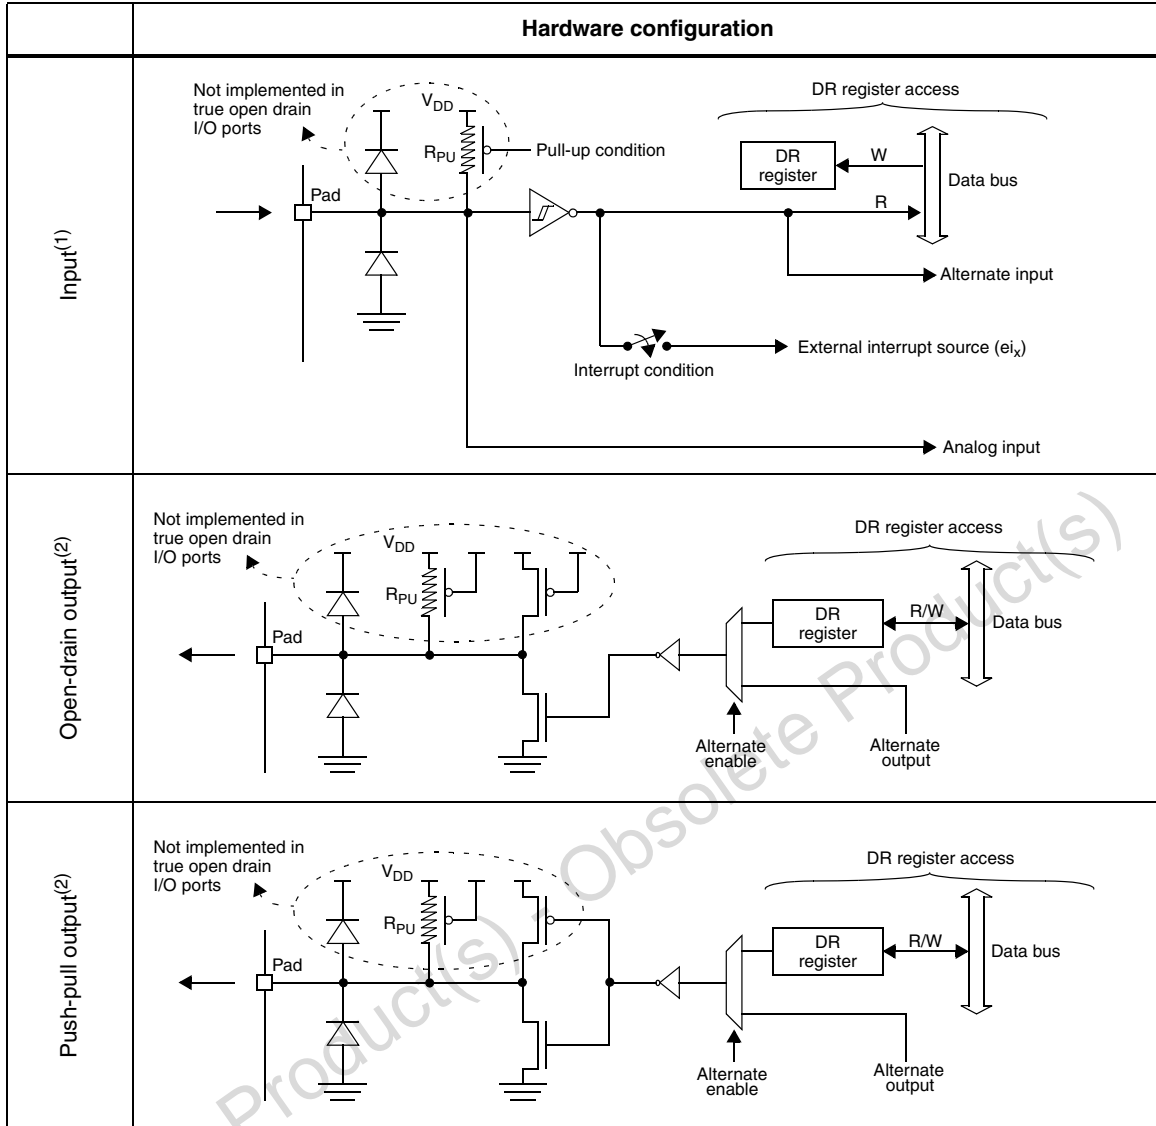 Hardware configuration
Input(1)
Not implemented in
true open drain
I/O ports
VDD
RPU
Pull-up condition
Pad
DR register access
DR
register
W
R
Data bus
Alternate input
External interrupt source (eix)
Interrupt condition
Analog input
Open-drain output(2)
Not implemented in
true open drain
I/O ports
VDD
RPU
Pad
DR register access
DR
register
R/W
Data bus
Alternate
enable
Alternate
output
Push-pull output(2)
Not implemented in
true open drain
I/O ports
VDD
RPU
Pad
DR register access
DR
register
R/W
Data bus
Alternate
enable
Alternate
output
Product(s) - Obsolete Product(s)